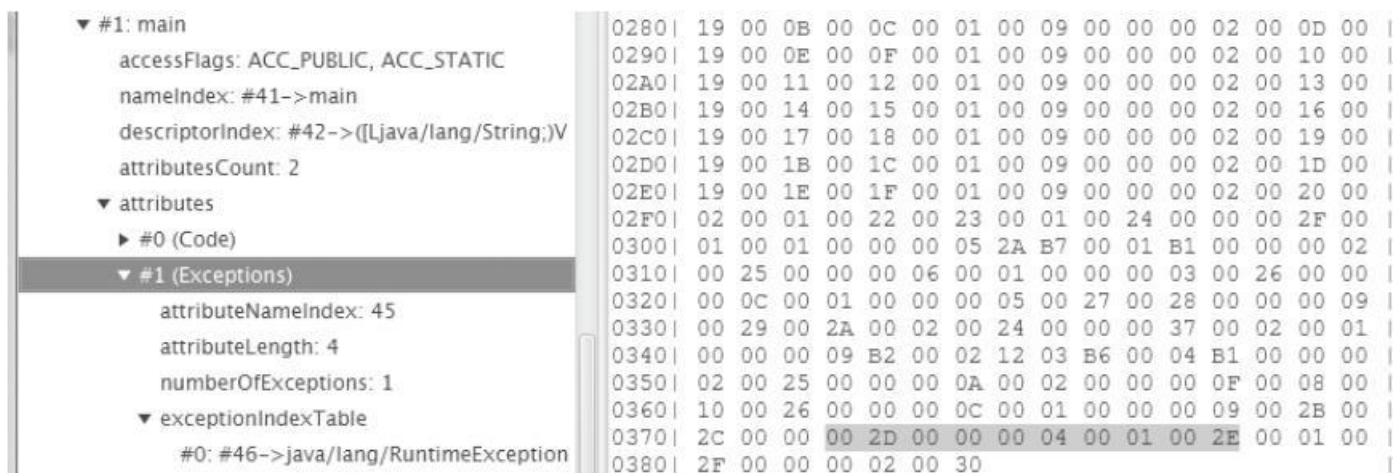 ▼ #1: main
accessFlags: ACC_PUBLIC, ACC_STATIC
nameIndex: #41->main
descriptorIndex: #42->([Ljava/lang/String;)V
attributesCount: 2
▼ attributes
▶ #0 (Code)
▼ #1 (Exceptions)
attributeNameIndex: 45
attributeLength: 4
numberOfExceptions: 1
▼ exceptionIndexTable
#0: #46->java/lang/RuntimeException
0280| 19 00 0B 00 0C 00 01 00 09 00 00 00 02 00 0D 00 |
0290| 19 00 0E 00 0F 00 01 00 09 00 00 00 02 00 10 00 |
02A0| 19 00 11 00 12 00 01 00 09 00 00 00 02 00 13 00 |
02B0| 19 00 14 00 15 00 01 00 09 00 00 00 02 00 16 00 |
02C0| 19 00 17 00 18 00 01 00 09 00 00 00 02 00 19 00 |
02D0| 19 00 1B 00 1C 00 01 00 09 00 00 00 02 00 1D 00 |
02E0| 19 00 1E 00 1F 00 01 00 09 00 00 00 02 00 20 00 |
02F0| 02 00 01 00 22 00 23 00 01 00 24 00 00 00 2F 00 |
0300| 01 00 01 00 00 00 05 2A B7 00 01 B1 00 00 00 02 |
0310| 00 25 00 00 00 06 00 01 00 00 00 03 00 26 00 00 |
0320| 00 0C 00 01 00 00 00 05 00 27 00 28 00 00 00 09 |
0330| 00 29 00 2A 00 02 00 24 00 00 00 37 00 02 00 01 |
0340| 00 00 00 09 B2 00 02 12 03 B6 00 04 B1 00 00 00 |
0350| 02 00 25 00 00 00 0A 00 02 00 00 00 0F 00 08 00 |
0360| 10 00 26 00 00 00 0C 00 01 00 00 00 09 00 2B 00 |
0370| 2C 00 00 00 2D 00 00 00 04 00 01 00 2E 00 01 00 |
0380| 2F 00 00 00 02 00 30